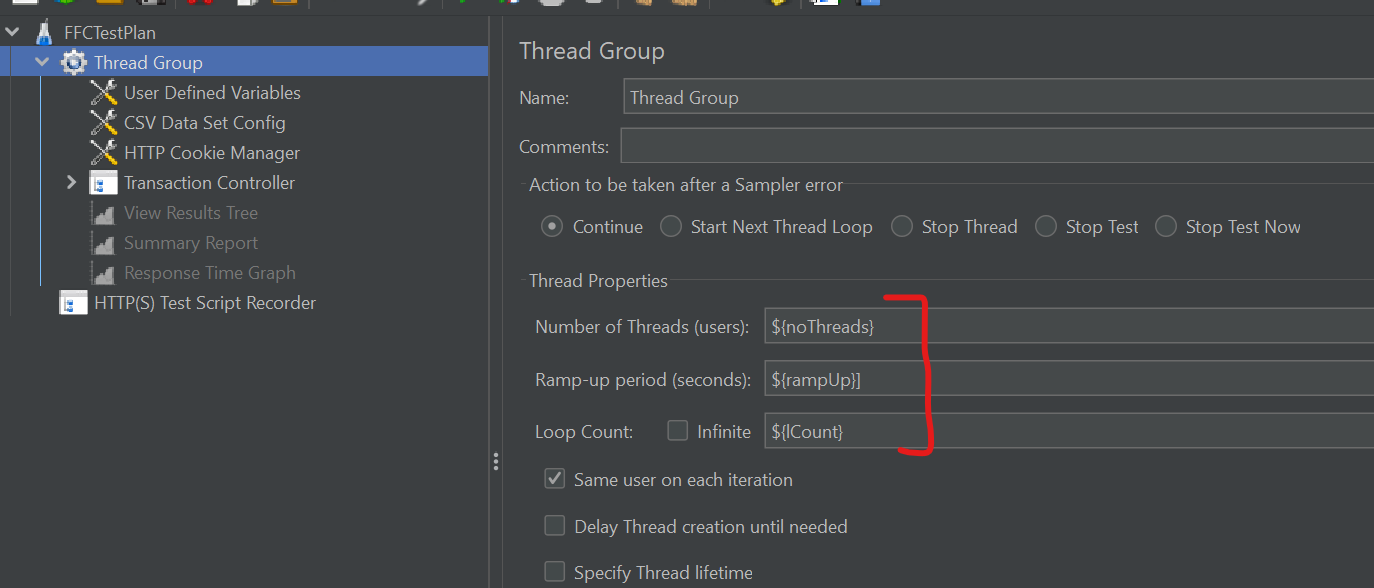 FFCTestPlan
Thread Group
User Defined Variables
CSV Data Set Config
HTTP Cookie Manager
Transaction Controller
View Results Tree
Summary Report
Response Time Graph
HTTP(S) Test Script Recorder
Thread Group
Name: Thread Group
Comments:
Action to be taken after a Sampler error
Continue Start Next Thread Loop Stop Thread Stop Test Stop Test Now
Thread Properties
Number of Threads (users): ${noThreads}
Ramp-up period (seconds): ${rampUp}]
Loop Count: Infinite ${lCount}
Same user on each iteration
Delay Thread creation until needed
Specify Thread lifetime